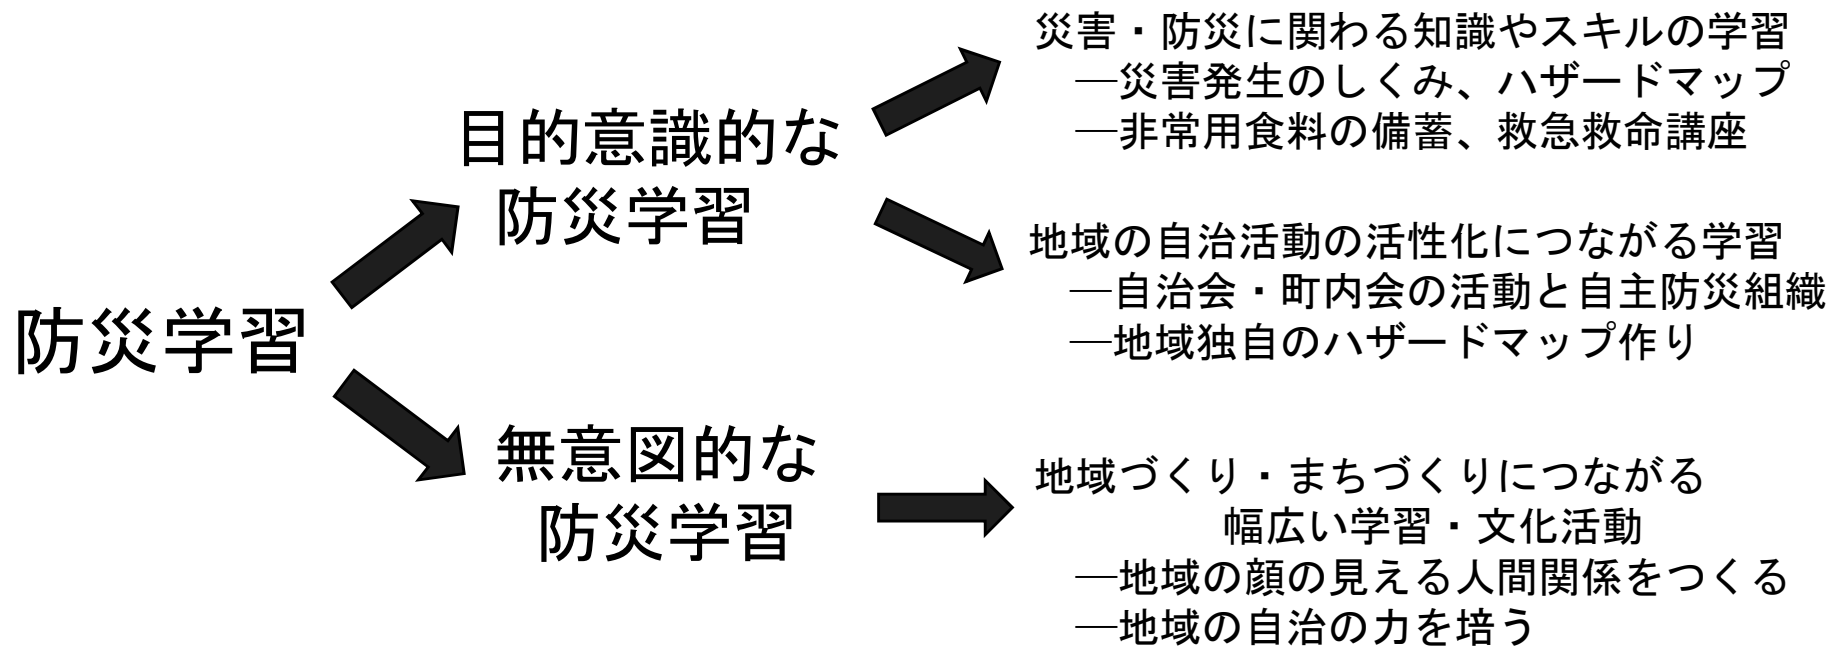 防災学習
目的意識的な
防災学習
災害・防災に関わる知識やスキルの学習
―災害発生のしくみ、ハザードマップ
―非常用食料の備蓄、救急救命講座
地域の自治活動の活性化につながる学習
―自治会・町内会の活動と自主防災組織
―地域独自のハザードマップ作り
無意図的な
防災学習
地域づくり・まちづくりにつながる
幅広い学習・文化活動
―地域の顔の見える人間関係をつくる
―地域の自治の力を培う